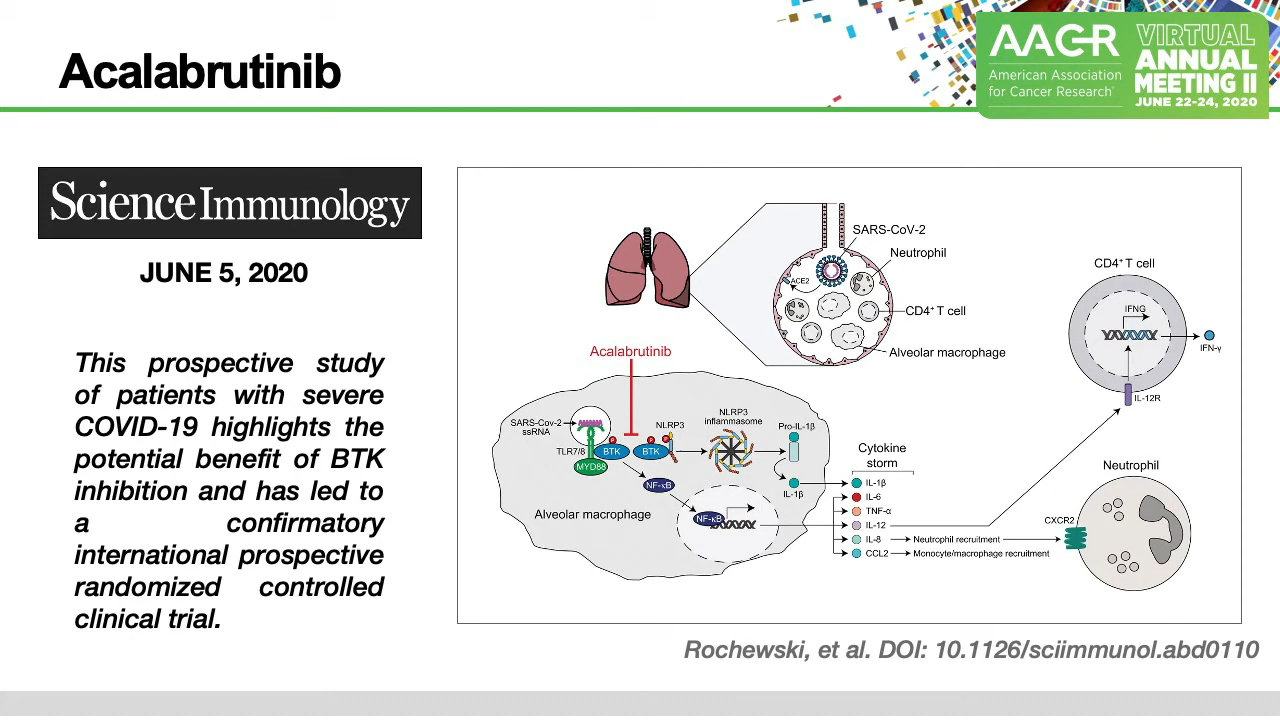 Acalabrutinib
AACR
American Association
for Cancer Research®
VIRTUAL
ANNUAL
MEETING II
JUNE 22-24, 2020
Science Immunology
JUNE 5, 2020
This prospective study
of patients with severe
COVID-19 highlights the
potential benefit of BTK
inhibition and has led to
a confirmatory
international prospective
randomized controlled
clinical trial.
SARS-CoV-2
Neutrophil
ACE2
CD4⁺ T cell
Alveolar macrophage
CD4⁺ T cell
IFNG
IFN-γ
IL-12R
Acalabrutinib
SARS-Cov-2
ssRNA
TLR7/8
MYD88
P
BTK
P
BTK
P
NLRP3
NLRP3
inflammasome
Pro-IL-1β
IL-1β
NF-κB
NF-κB
Alveolar macrophage
Cytokine
storm
IL-1β
IL-6
TNF-α
IL-12
IL-8
Neutrophil recruitment
CCL2
Monocyte/macrophage recruitment
Neutrophil
CXCR2
Rochewski, et al. DOI: 10.1126/sciimmunol.abd0110